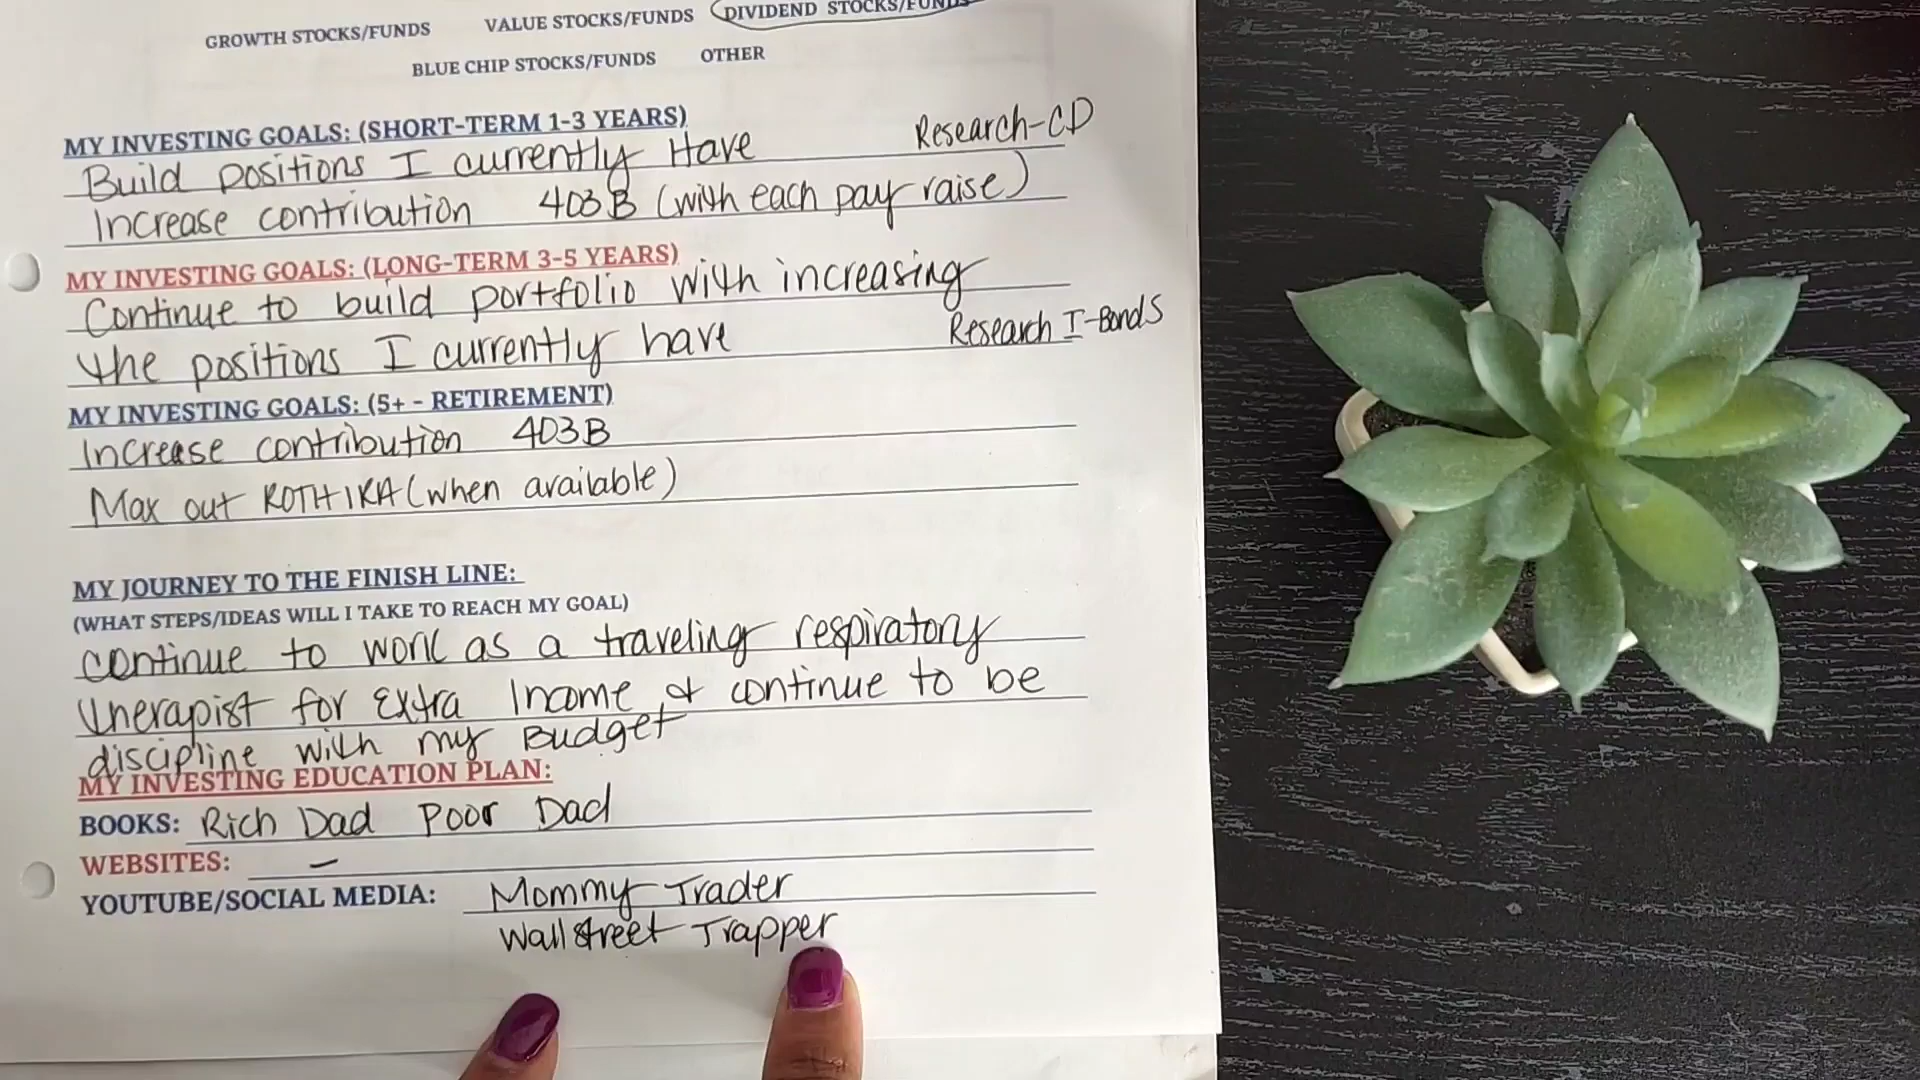 GROWTH STOCKS/FUNDS VALUE STOCKS/FUNDS DIVIDEND STOCKS/FUNDS
BLUE CHIP STOCKS/FUNDS OTHER
MY INVESTING GOALS: (SHORT-TERM 1-3 YEARS)
Research-CD
Build positions I currently Have
Increase contribution 403B (with each pay raise)
MY INVESTING GOALS: (LONG-TERM 3-5 YEARS)
Continue to build portfolio with increasing
the positions I currently have
Research I-Bonds
MY INVESTING GOALS: (5+ - RETIREMENT)
Increase contribution 403B
Max out ROTH IRA (when available)
MY JOURNEY TO THE FINISH LINE:
(WHAT STEPS/IDEAS WILL I TAKE TO REACH MY GOAL)
continue to work as a traveling respiratory
therapist for extra Income & continue to be
discipline with my Budget
MY INVESTING EDUCATION PLAN:
BOOKS: Rich Dad Poor Dad
WEBSITES: –
YOUTUBE/SOCIAL MEDIA: Mommy Trader
Wallstreet Trapper